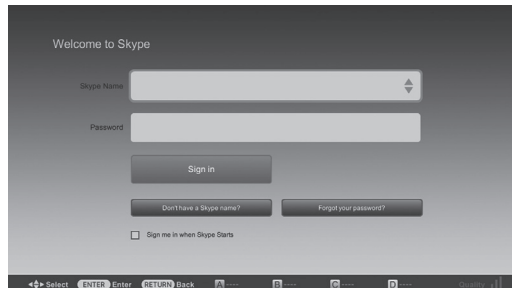 Welcome to Skype
Skype Name
Password
Sign in
Don't have a Skype name? Forgot your password?
Sign me in when Skype Starts
Select ENTER Enter RETURN Back A ---- B ---- C ---- D ---- Quality